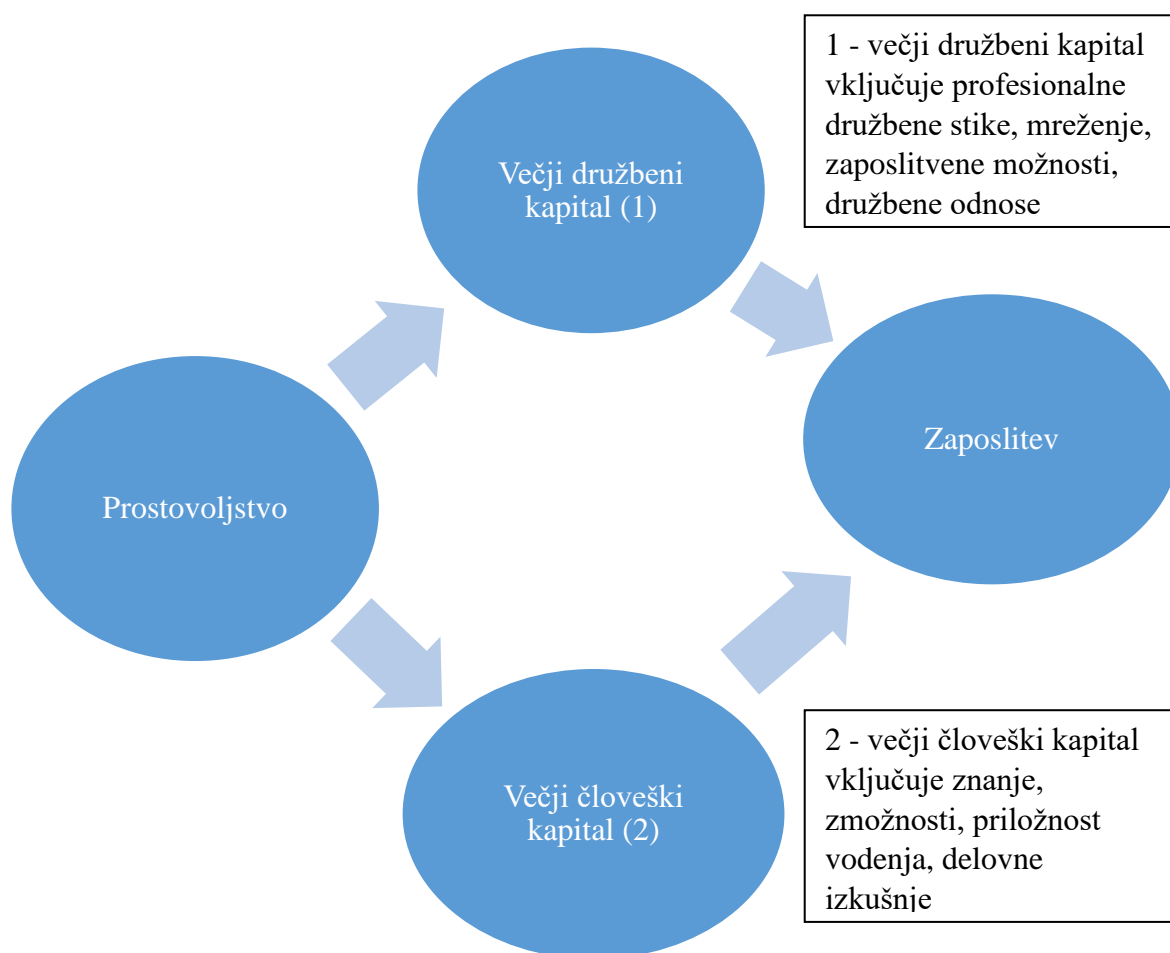 1 - večji družbeni kapital
vključuje profesionalne
družbene stike, mreženje,
zaposlitvene možnosti,
družbene odnose
Večji družbeni
kapital (1)
Zaposlitev
Prostovoljstvo
Večji človeški
kapital (2)
2 - večji človeški kapital
vključuje znanje,
zmožnosti, priložnost
vodenja, delovne
izkušnje